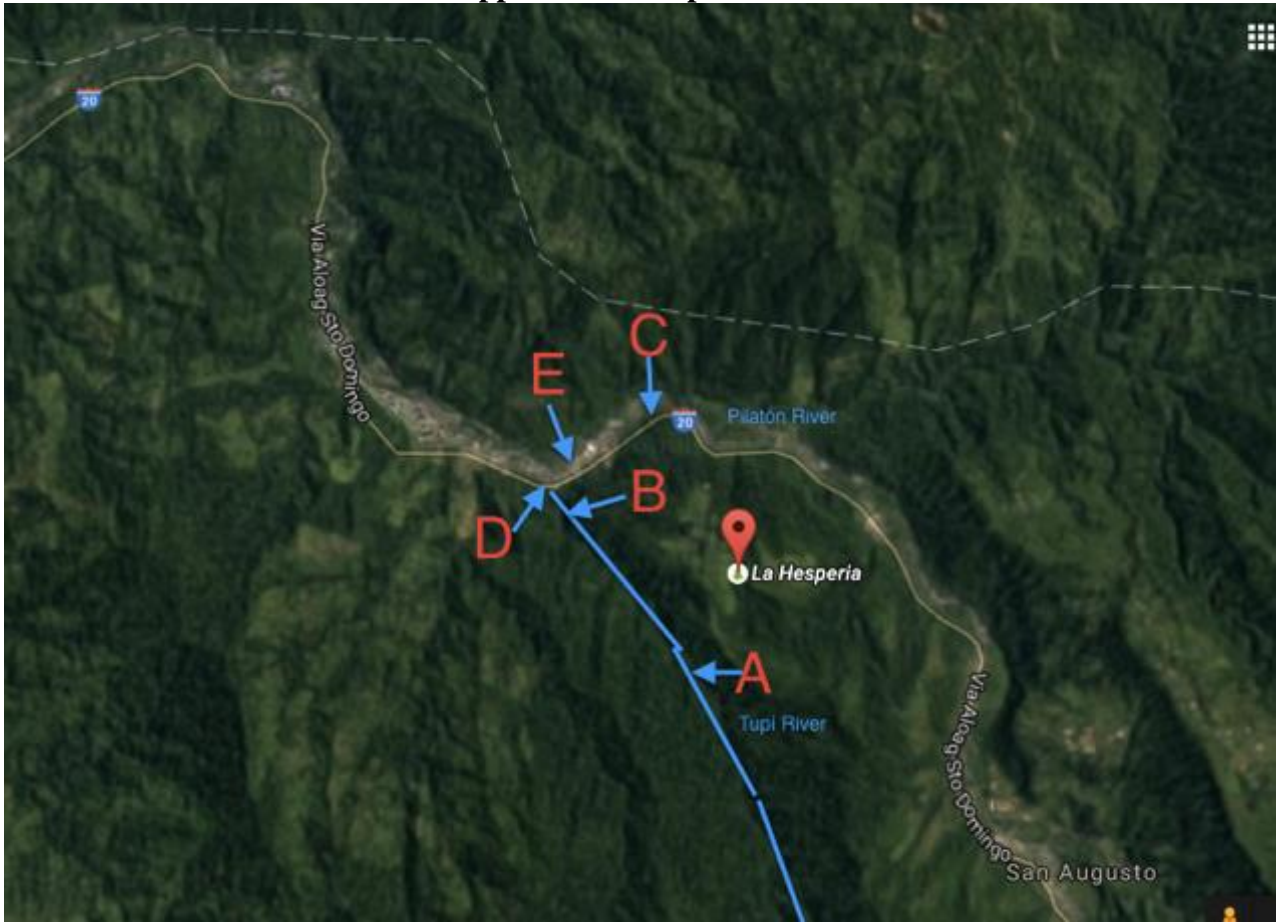 20
Via Aloag Sto Domingo
C
E
20
Pilatón River
B
D
La Hesperia
A
Tupi River
Via Aloag Sto Domingo
San Augusto